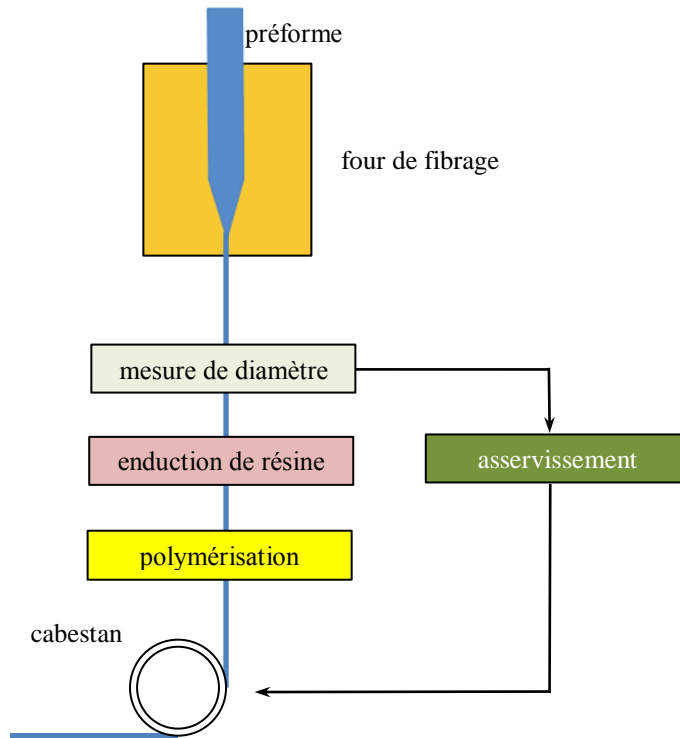 préforme
four de fibrage
mesure de diamètre
enduction de résine
asservissement
polymérisation
cabestan